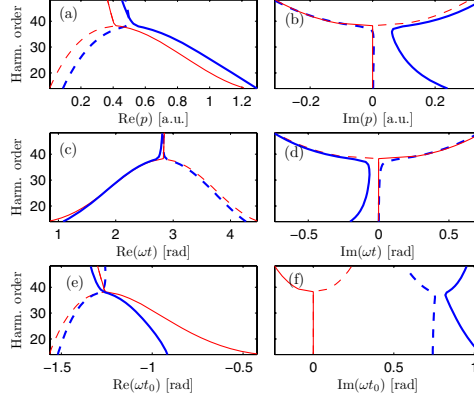 (a)
(b)
Harm. order
40
30
20
0.2 0.4 0.6 0.8 1 1.2
Re(p) [a.u.]
-0.2 0 0.2
Im(p) [a.u.]
(c)
(d)
Harm. order
40
30
20
1 2 3 4
Re(ωt) [rad]
-0.5 0 0.5
Im(ωt) [rad]
(e)
(f)
Harm. order
40
30
20
-1.5 -1 -0.5
Re(ωt₀) [rad]
0 0.5 1
Im(ωt₀) [rad]